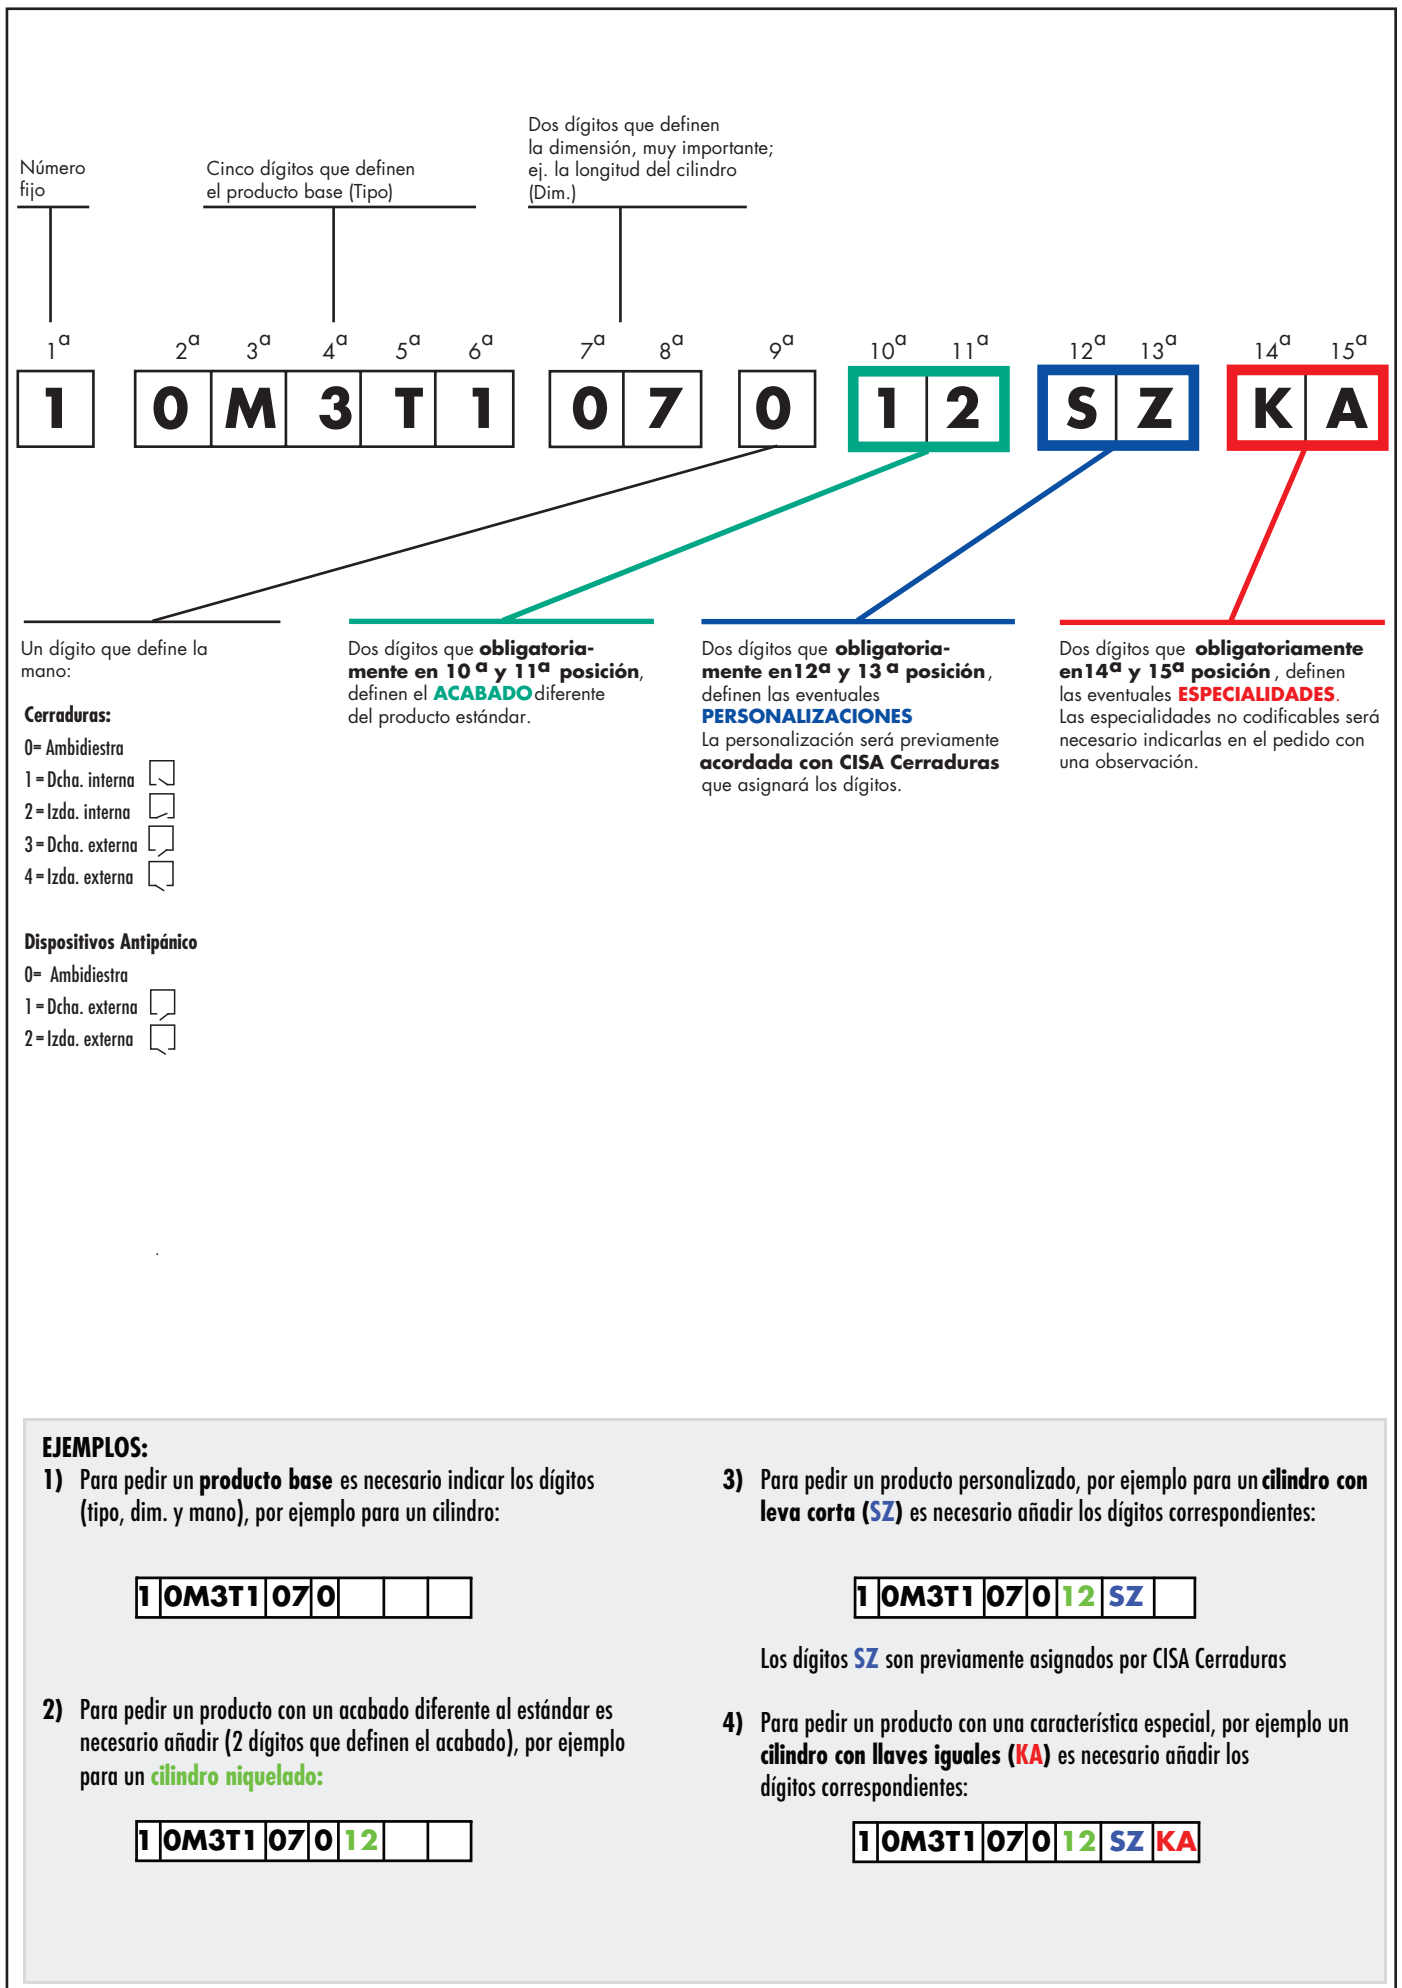 Número
fijo
Cinco dígitos que definen
el producto base (Tipo)
Dos dígitos que definen
la dimensión, muy importante;
ej. la longitud del cilindro
(Dim.)
1ª 2ª 3ª 4ª 5ª 6ª 7ª 8ª 9ª 10ª 11ª 12ª 13ª 14ª 15ª
1 0 M 3 T 1 0 7 0 1 2 S Z K A
Un dígito que define la
mano:
Cerraduras:
0= Ambidiestra
1 = Dcha. interna
2 = Izda. interna
3 = Dcha. externa
4 = Izda. externa
Dispositivos Antipánico
0= Ambidiestra
1 = Dcha. externa
2 = Izda. externa
Dos dígitos que obligatoria-
mente en 10 ª y 11ª posición,
definen el ACABADO diferente
del producto estándar.
Dos dígitos que obligatoria-
mente en12ª y 13 ª posición,
definen las eventuales
PERSONALIZACIONES
La personalización será previamente
acordada con CISA Cerraduras
que asignará los dígitos.
Dos dígitos que obligatoriamente
en14ª y 15ª posición , definen
las eventuales ESPECIALIDADES.
Las especialidades no codificables será
necesario indicarlas en el pedido con
una observación.
EJEMPLOS:
1) Para pedir un producto base es necesario indicar los dígitos
(tipo, dim. y mano), por ejemplo para un cilindro:
1 0M3T1 07 0
2) Para pedir un producto con un acabado diferente al estándar es
necesario añadir (2 dígitos que definen el acabado), por ejemplo
para un cilindro niquelado:
1 0M3T1 07 0 12
3) Para pedir un producto personalizado, por ejemplo para un cilindro con
leva corta (SZ) es necesario añadir los dígitos correspondientes:
1 0M3T1 07 0 12 SZ
Los dígitos SZ son previamente asignados por CISA Cerraduras
4) Para pedir un producto con una característica especial, por ejemplo un
cilindro con llaves iguales (KA) es necesario añadir los
dígitos correspondientes:
1 0M3T1 07 0 12 SZ KA